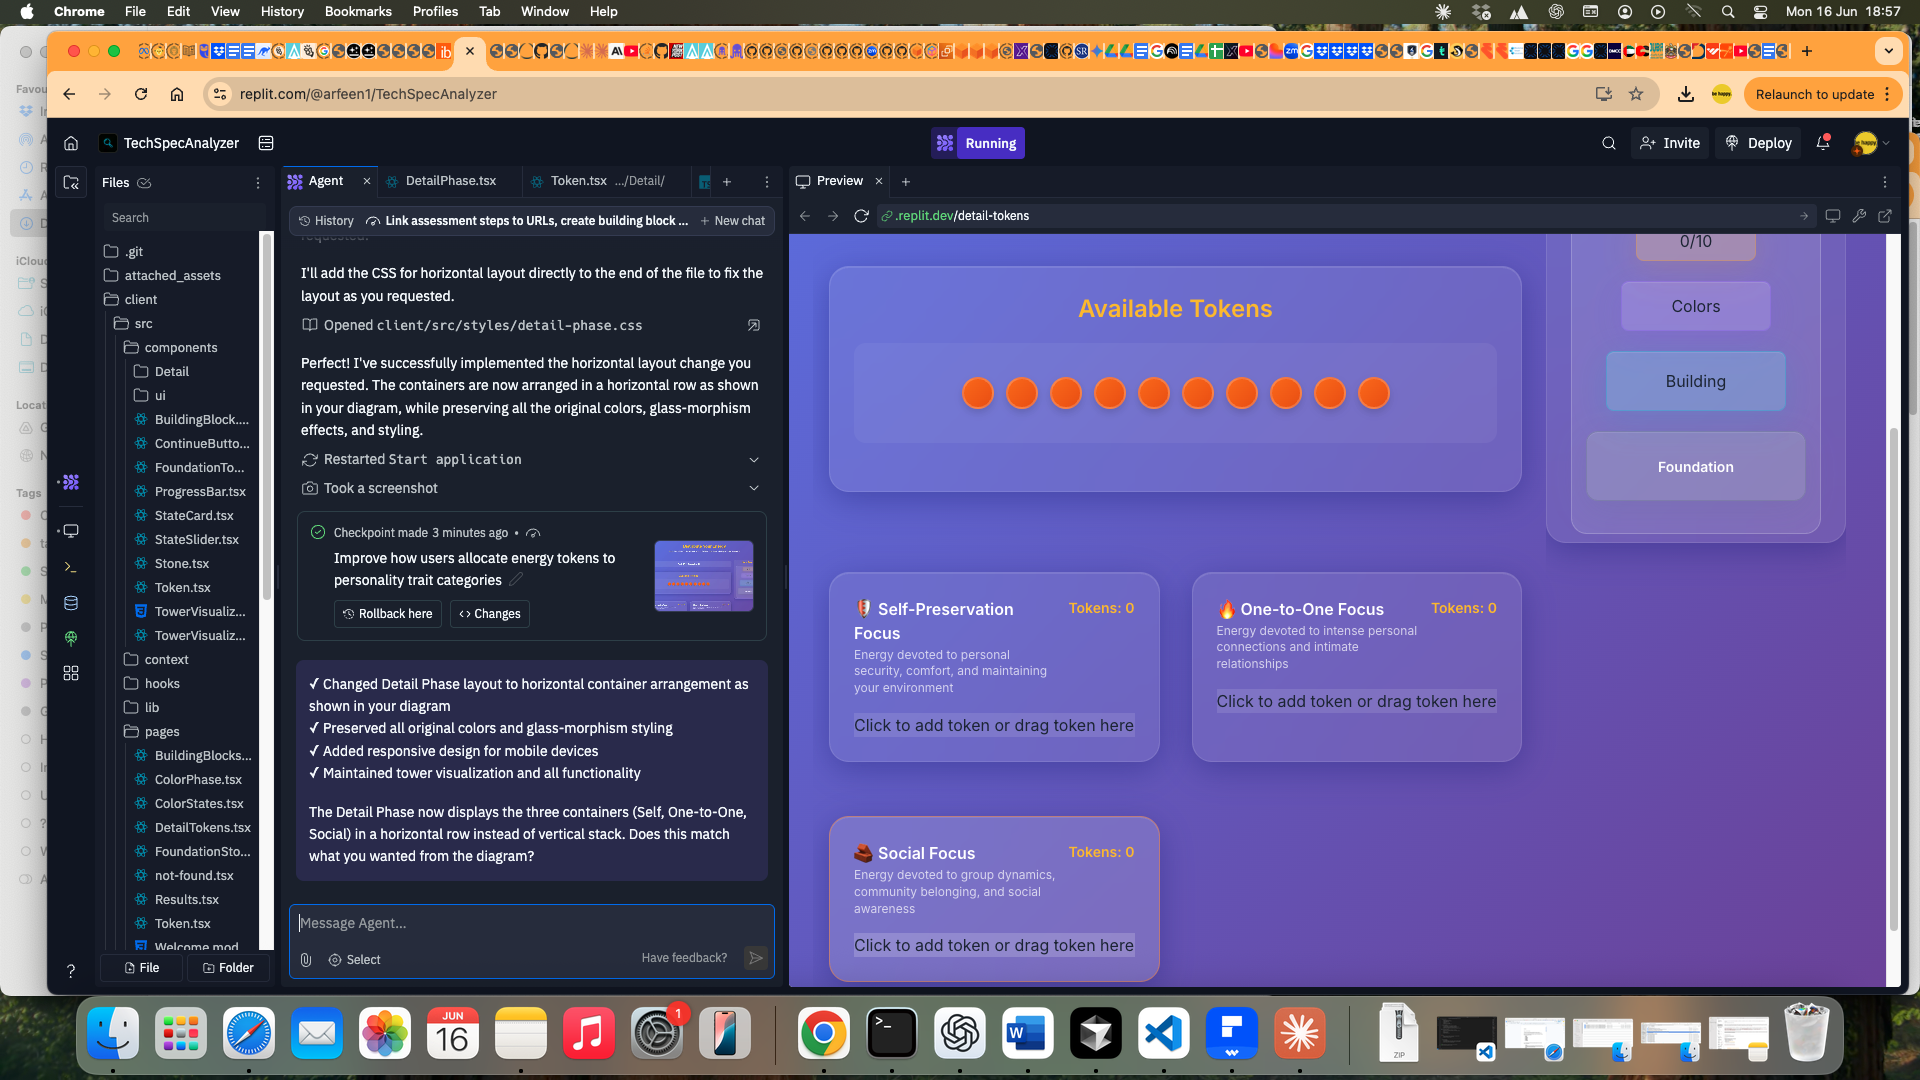 Chrome File Edit View History Bookmarks Profiles Tab Window Help
Mon 16 Jun 18:57
replit.com/@arfeen1/TechSpecAnalyzer
Relaunch to update
TechSpecAnalyzer
Running
Invite
Deploy
Favou
iClou
Locat
Tags
Files
Search
.git
attached_assets
client
src
components
Detail
ui
BuildingBlock....
ContinueButto...
FoundationTo...
ProgressBar.tsx
StateCard.tsx
StateSlider.tsx
Stone.tsx
Token.tsx
TowerVisualiz...
TowerVisualiz...
context
hooks
lib
pages
BuildingBlocks...
ColorPhase.tsx
ColorStates.tsx
DetailTokens.tsx
FoundationSto...
not-found.tsx
Results.tsx
Token.tsx
Welcome.mod
File
Folder
Agent
DetailPhase.tsx
Token.tsx .../Detail/
History
Link assessment steps to URLs, create building block ...
New chat
requested.
I'll add the CSS for horizontal layout directly to the end of the file to fix the
layout as you requested.
Opened client/src/styles/detail-phase.css
Perfect! I've successfully implemented the horizontal layout change you
requested. The containers are now arranged in a horizontal row as shown
in your diagram, while preserving all the original colors, glass-morphism
effects, and styling.
Restarted Start application
Took a screenshot
Checkpoint made 3 minutes ago •
Improve how users allocate energy tokens to
personality trait categories
Rollback here
Changes
✓ Changed Detail Phase layout to horizontal container arrangement as
shown in your diagram
✓ Preserved all original colors and glass-morphism styling
✓ Added responsive design for mobile devices
✓ Maintained tower visualization and all functionality
The Detail Phase now displays the three containers (Self, One-to-One,
Social) in a horizontal row instead of vertical stack. Does this match
what you wanted from the diagram?
Message Agent...
Select
Have feedback?
Preview
.replit.dev/detail-tokens
Available Tokens
0/10
Colors
Building
Foundation
Self-Preservation
Focus
Tokens: 0
Energy devoted to personal
security, comfort, and maintaining
your environment
Click to add token or drag token here
One-to-One Focus
Tokens: 0
Energy devoted to intense personal
connections and intimate
relationships
Click to add token or drag token here
Social Focus
Tokens: 0
Energy devoted to group dynamics,
community belonging, and social
awareness
Click to add token or drag token here
JUN
16
1
ZIP